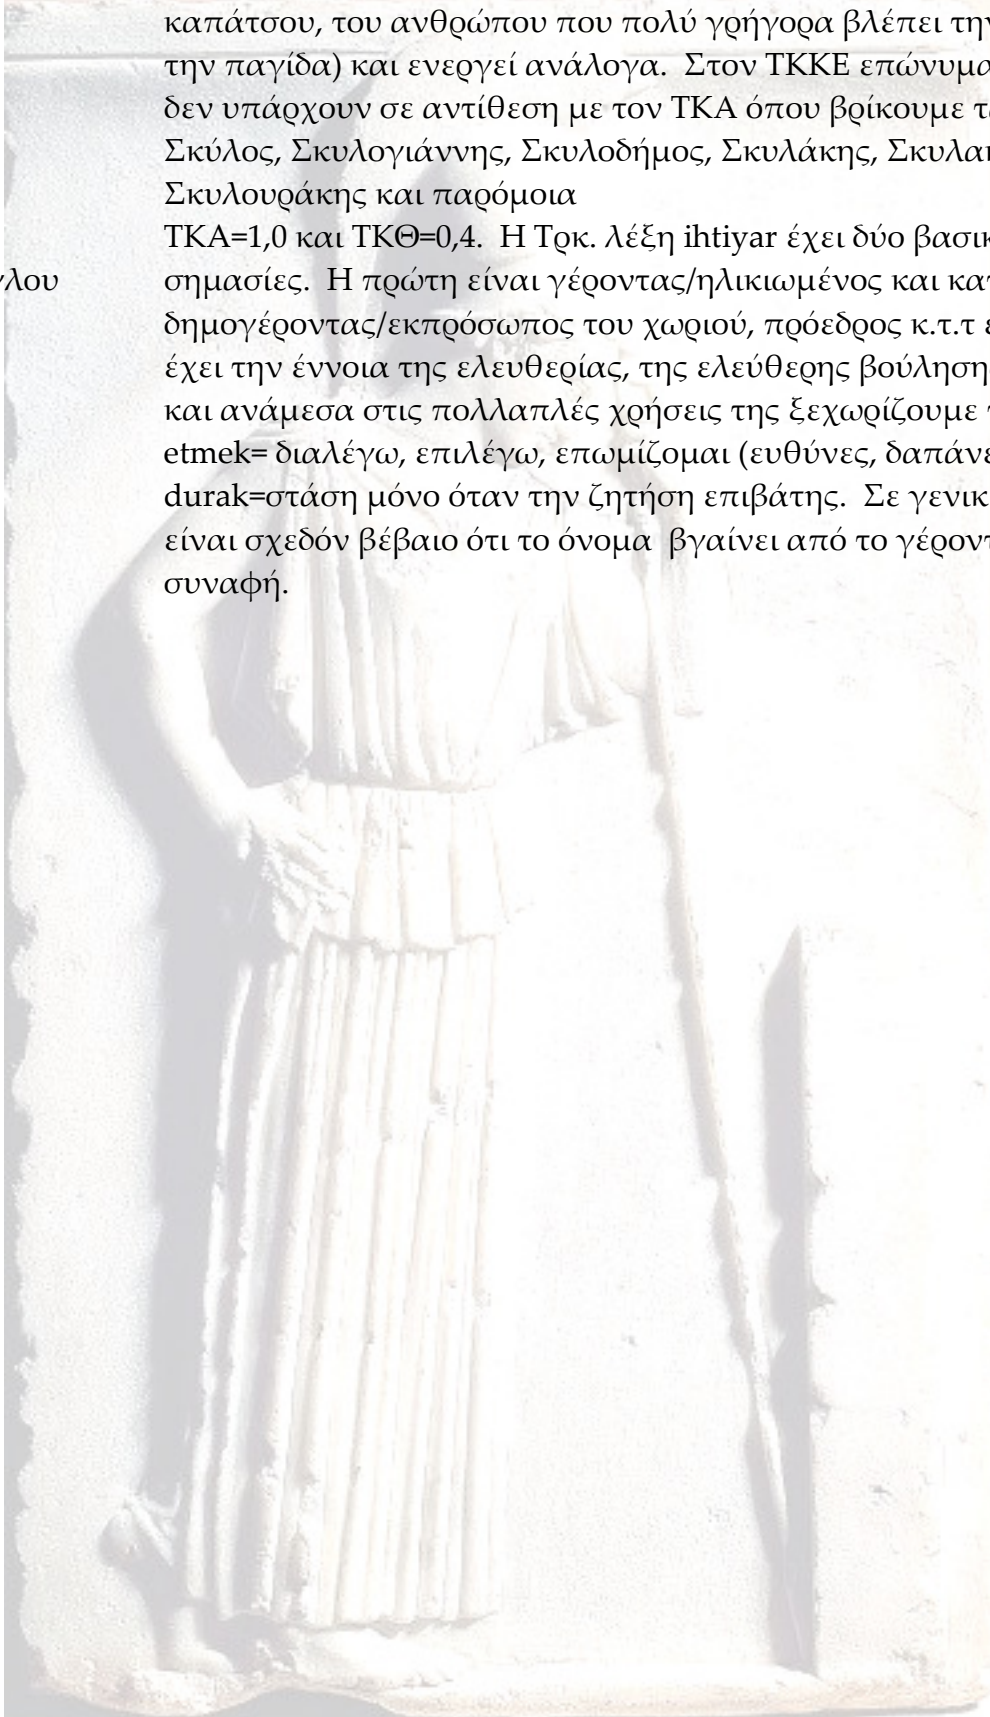 καπάτσου, του ανθρώπου που πολύ γρήγορα βλέπει την
την παγίδα) και ενεργεί ανάλογα. Στον ΤΚΚΕ επώνυμα
δεν υπάρχουν σε αντίθεση με τον ΤΚΑ όπου βρίκουμε τ
Σκύλος, Σκυλογιάννης, Σκυλοδήμος, Σκυλάκης, Σκυλα
Σκυλουράκης και παρόμοια
ΤΚΑ=1,0 και ΤΚΘ=0,4. Η Τρκ. λέξη ihtiyar έχει δύο βασικ
γλου σημασίες. Η πρώτη είναι γέροντας/ηλικιωμένος και κατ
δημογέροντας/εκπρόσωπος του χωριού, πρόεδρος κ.τ.τ ε
έχει την έννοια της ελευθερίας, της ελεύθερης βούλησης
και ανάμεσα στις πολλαπλές χρήσεις της ξεχωρίζουμε τ
etmek= διαλέγω, επιλέγω, επωμίζομαι (ευθύνες, δαπάνε
durak=στάση μόνο όταν την ζητήση επιβάτης. Σε γενικ
είναι σχεδόν βέβαιο ότι το όνομα βγαίνει από το γέροντ
συναφή.